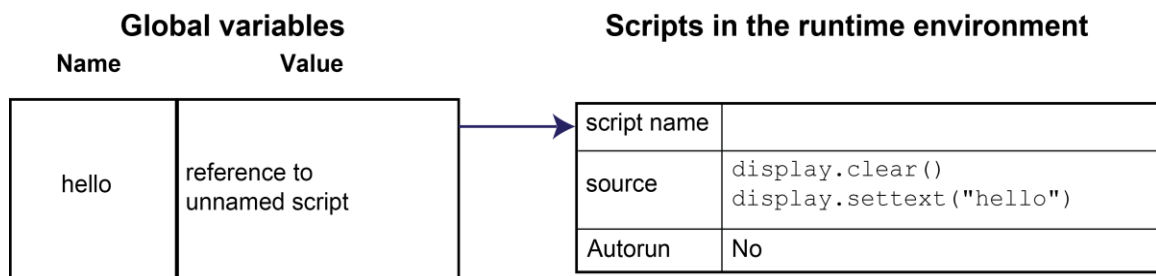 Global variables
Scripts in the runtime environment
Name Value
hello
reference to
unnamed script
script name
source
display.clear()
display.settext("hello")
Autorun No